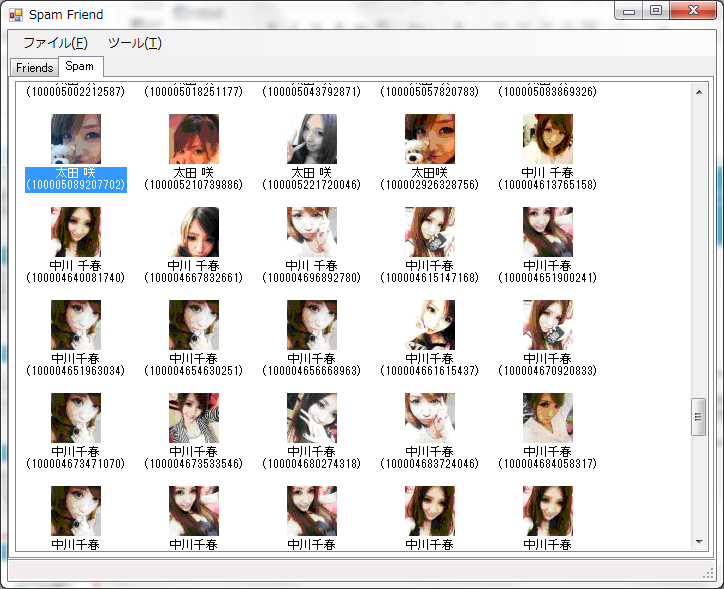 Spam Friend
ファイル(F) ツール(T)
Friends Spam
(100005002212587) (100005018251177) (100005043792871) (100005057820783) (100005083869326)
太田 咲 太田 咲 太田 咲 太田咲 中川 千春
(100005089207702) (100005210739886) (100005221720046) (100002926328756) (100004613765158)
中川 千春 中川 千春 中川 千春 中川千春 中川千春
(100004640081740) (100004667832661) (100004696892780) (100004615147168) (100004651900241)
中川千春 中川千春 中川千春 中川千春 中川千春
(100004651963034) (100004654630251) (100004656668963) (100004661615437) (100004670920833)
中川千春 中川千春 中川千春 中川千春 中川千春
(100004673471070) (100004673533546) (100004680274318) (100004683724046) (100004684058317)
中川千春 中川千春 中川千春 中川千春 中川千春